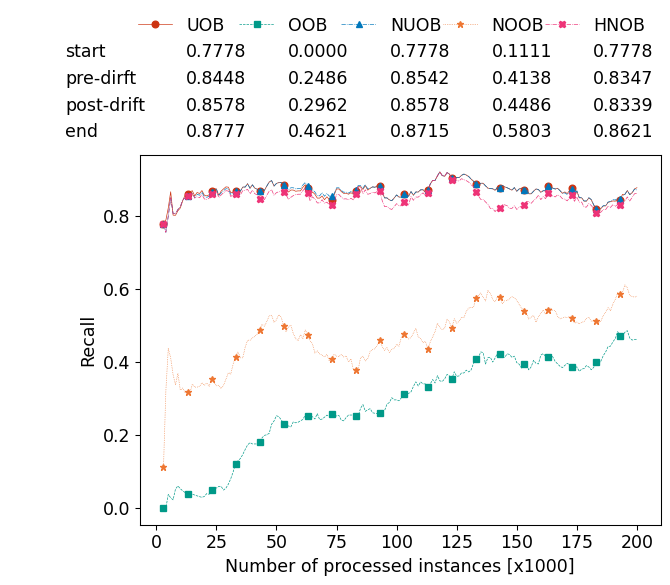 UOB OOB NUOB NOOB HNOB
start 0.7778 0.0000 0.7778 0.1111 0.7778
pre-dirft 0.8448 0.2486 0.8542 0.4138 0.8347
post-drift 0.8578 0.2962 0.8578 0.4486 0.8339
end 0.8777 0.4621 0.8715 0.5803 0.8621
0.8
0.6
0.4
0.2
0.0
Recall
0 25 50 75 100 125 150 175 200
Number of processed instances [x1000]